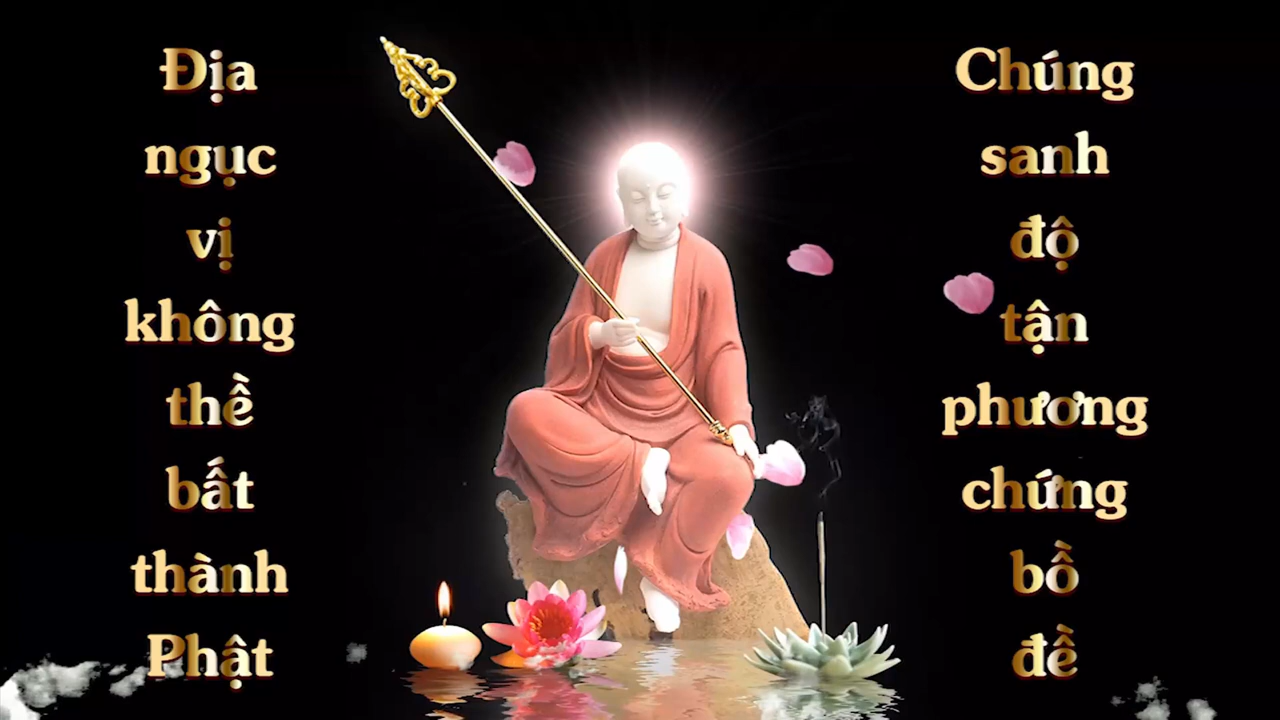 Địa
ngục
vị
không
thề
bất
thành
Phật
Chúng
sanh
độ
tận
phương
chứng
bồ
đề